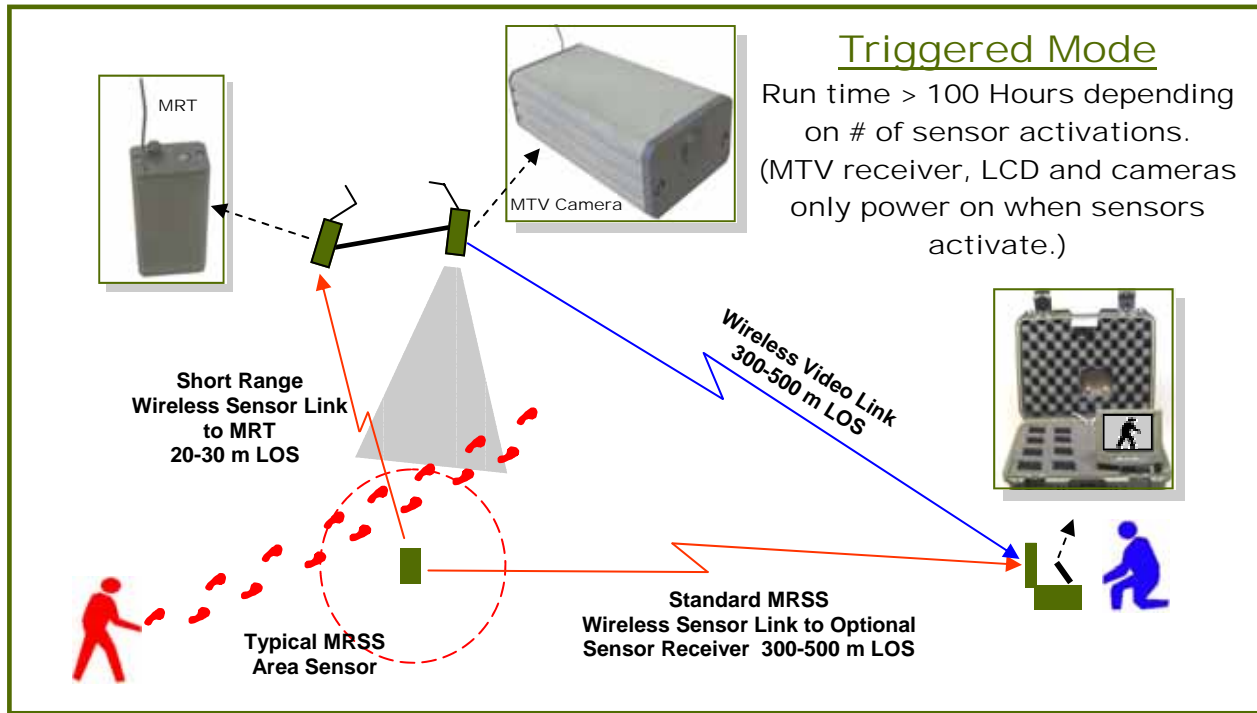 Triggered Mode
Run time > 100 Hours depending
on # of sensor activations.
(MTV receiver, LCD and cameras
only power on when sensors
activate.)
MRT
MTV Camera
Short Range
Wireless Sensor Link
to MRT
20-30 m LOS
Wireless Video Link
300-500 m LOS
Typical MRSS
Area Sensor
Standard MRSS
Wireless Sensor Link to Optional
Sensor Receiver 300-500 m LOS